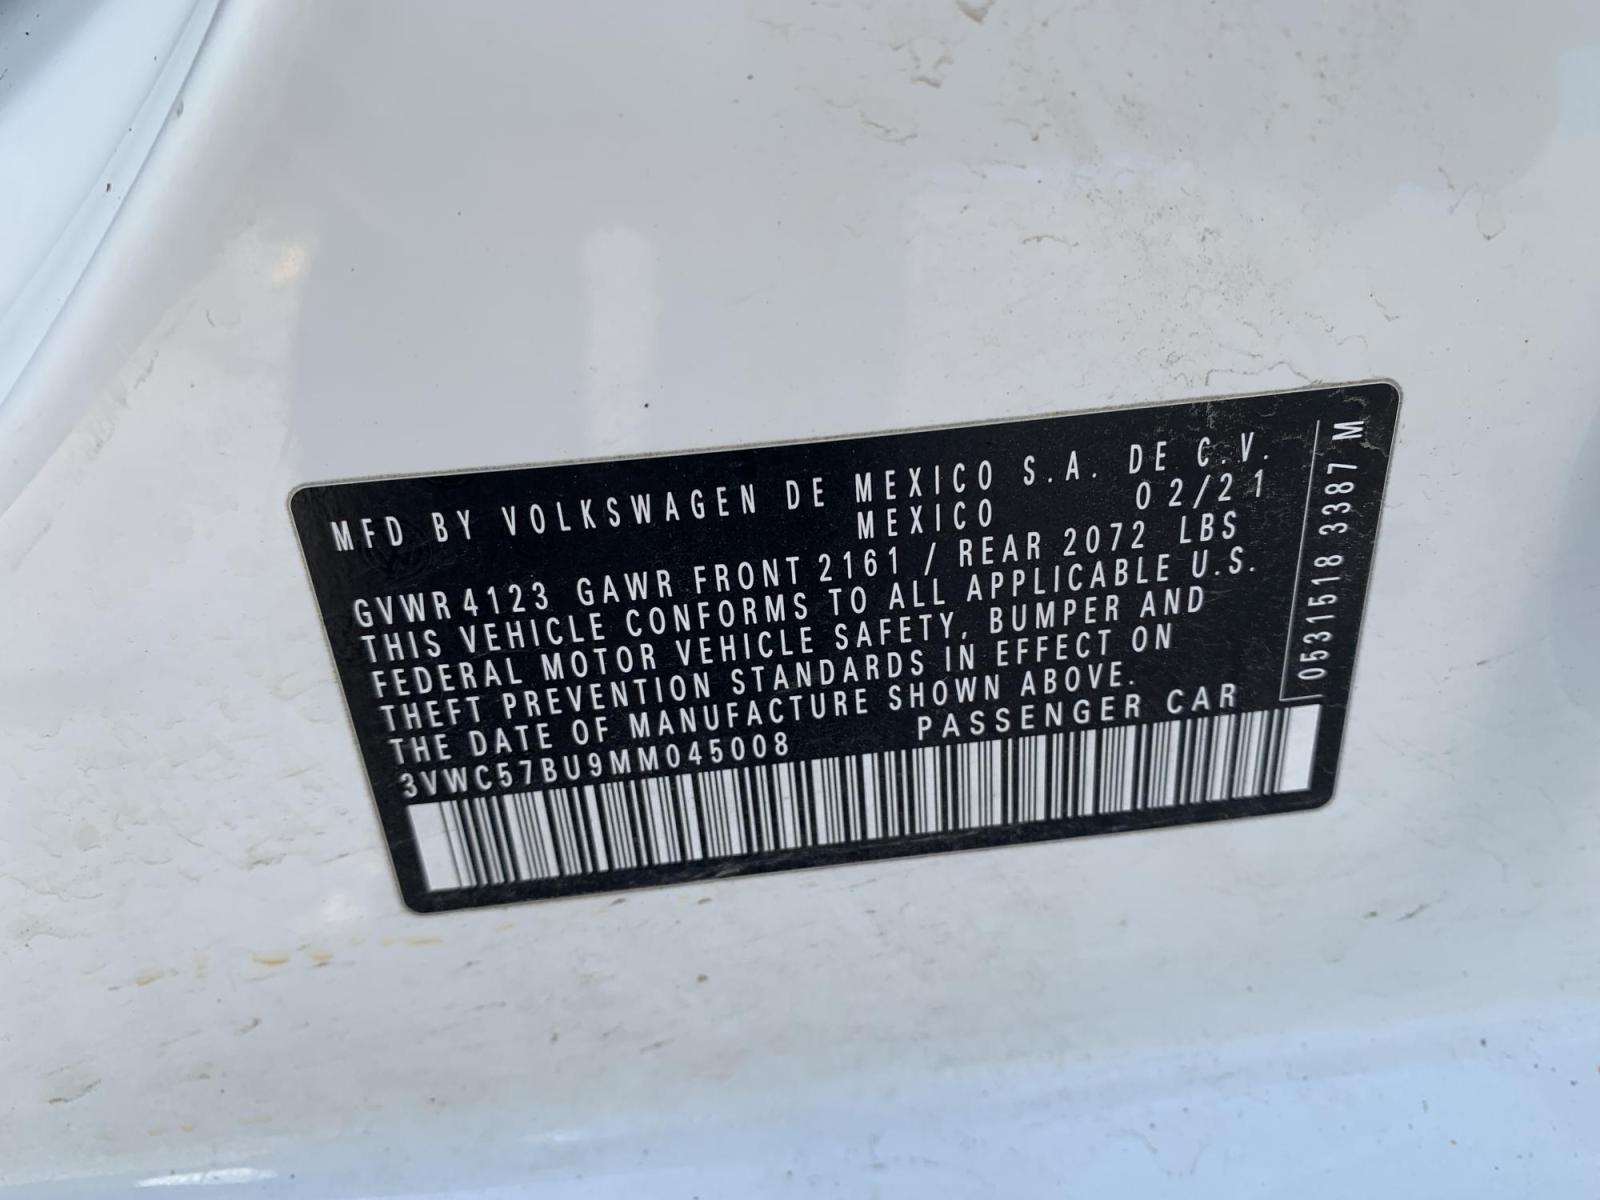 MFD BY VOLKSWAGEN DE MEXICO S.A. DE C.V.
MEXICO 02/21
GVWR 4123 GAWR FRONT 2161 / REAR 2072 LBS
THIS VEHICLE CONFORMS TO ALL APPLICABLE U.S.
FEDERAL MOTOR VEHICLE SAFETY, BUMPER AND
THEFT PREVENTION STANDARDS IN EFFECT ON
THE DATE OF MANUFACTURE SHOWN ABOVE.
3VWC57BU9MM045008 PASSENGER CAR
0531518 3387 M